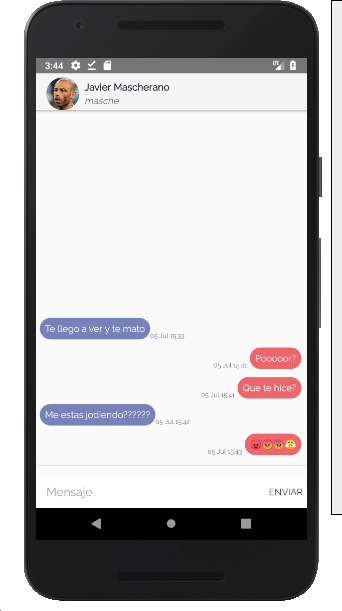 3:44
Javier Mascherano
masche
Te llego a ver y te mato
05 Jul 15:33
Pooooor?
05 Jul 15:41
Que te hice?
05 Jul 15:41
Me estas jodiendo??????
05 Jul 15:42
05 Jul 15:43
Mensaje
ENVIAR